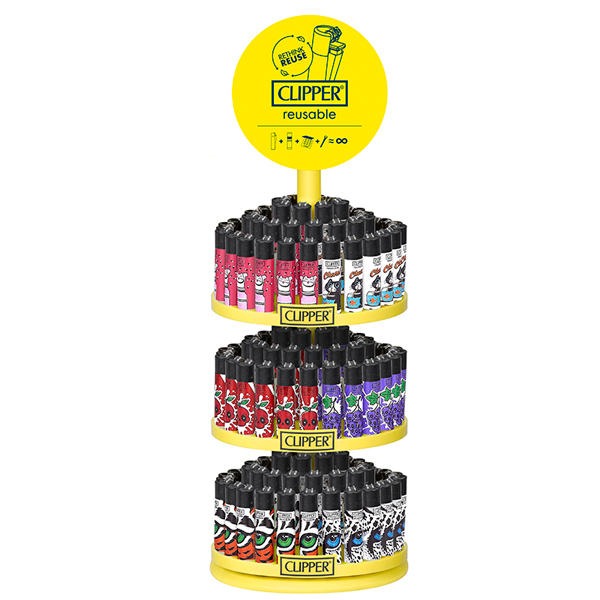 RETHINK
REUSE
CLIPPER®
reusable
+ + + ≈ ∞
CLIPPER®
CLIPPER®
CLIPPER®